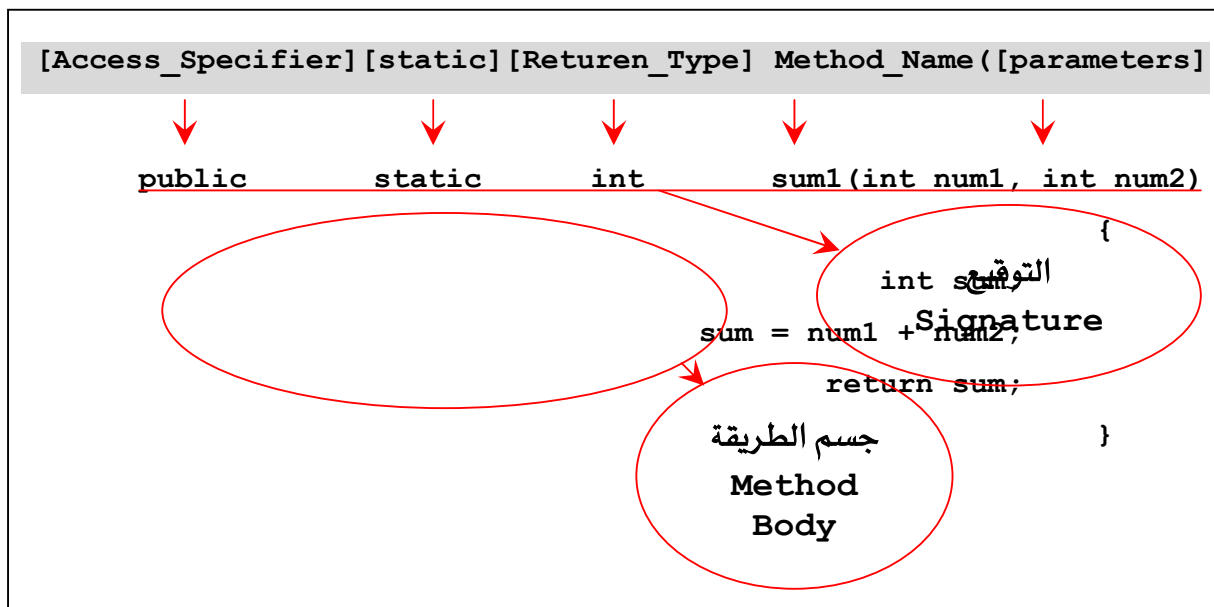 [Access_Specifier][static][Returen_Type] Method_Name([parameters]
public static int sum1(int num1, int num2)
{
int sum;
sum = num1 + num2;
return sum;
}
التوقيع
Signature
جسم الطريقة
Method
Body